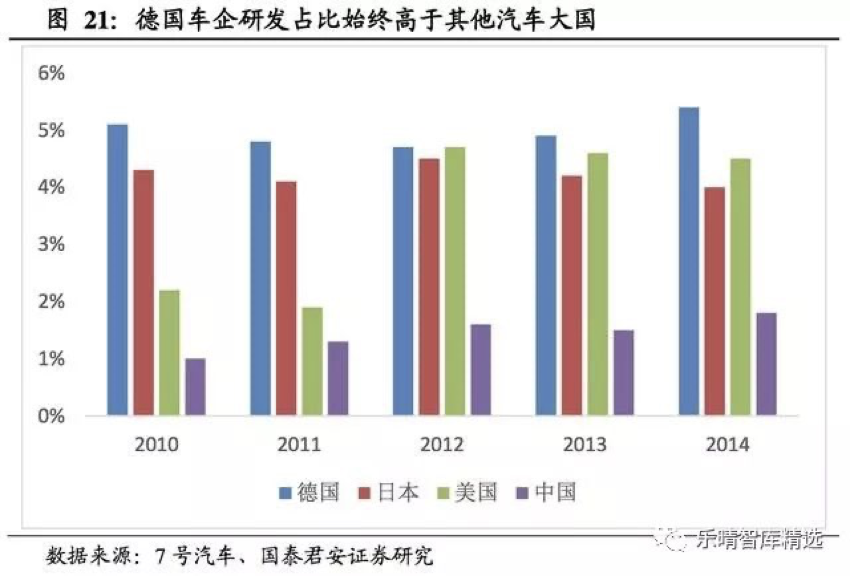 图 21：德国车企研发占比始终高于其他汽车大国
6%
5%
4%
3%
2%
1%
0%
2010 2011 2012 2013 2014
德国 日本 美国 中国
乐晴智库精选
数据来源：7 号汽车、国泰君安证券研究